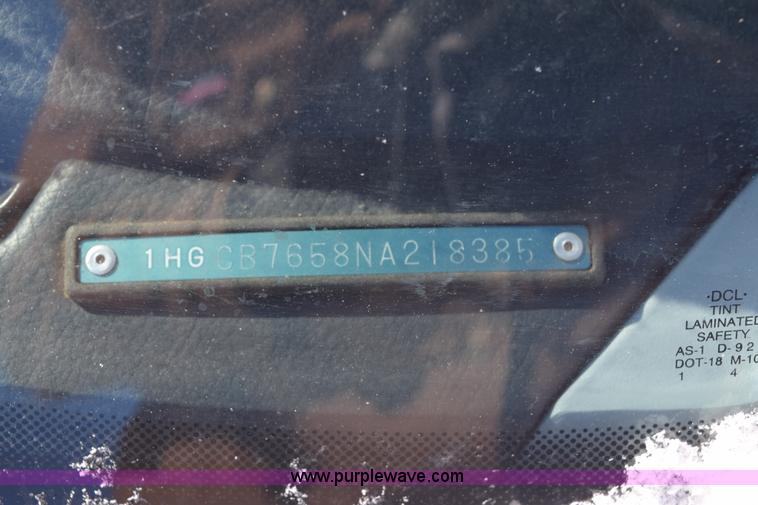 1HGCB7658NA218385
·DCL·
TINT
LAMINATED
SAFETY
AS-1 D-92
DOT-18 M-10
1 4
www.purplewave.com